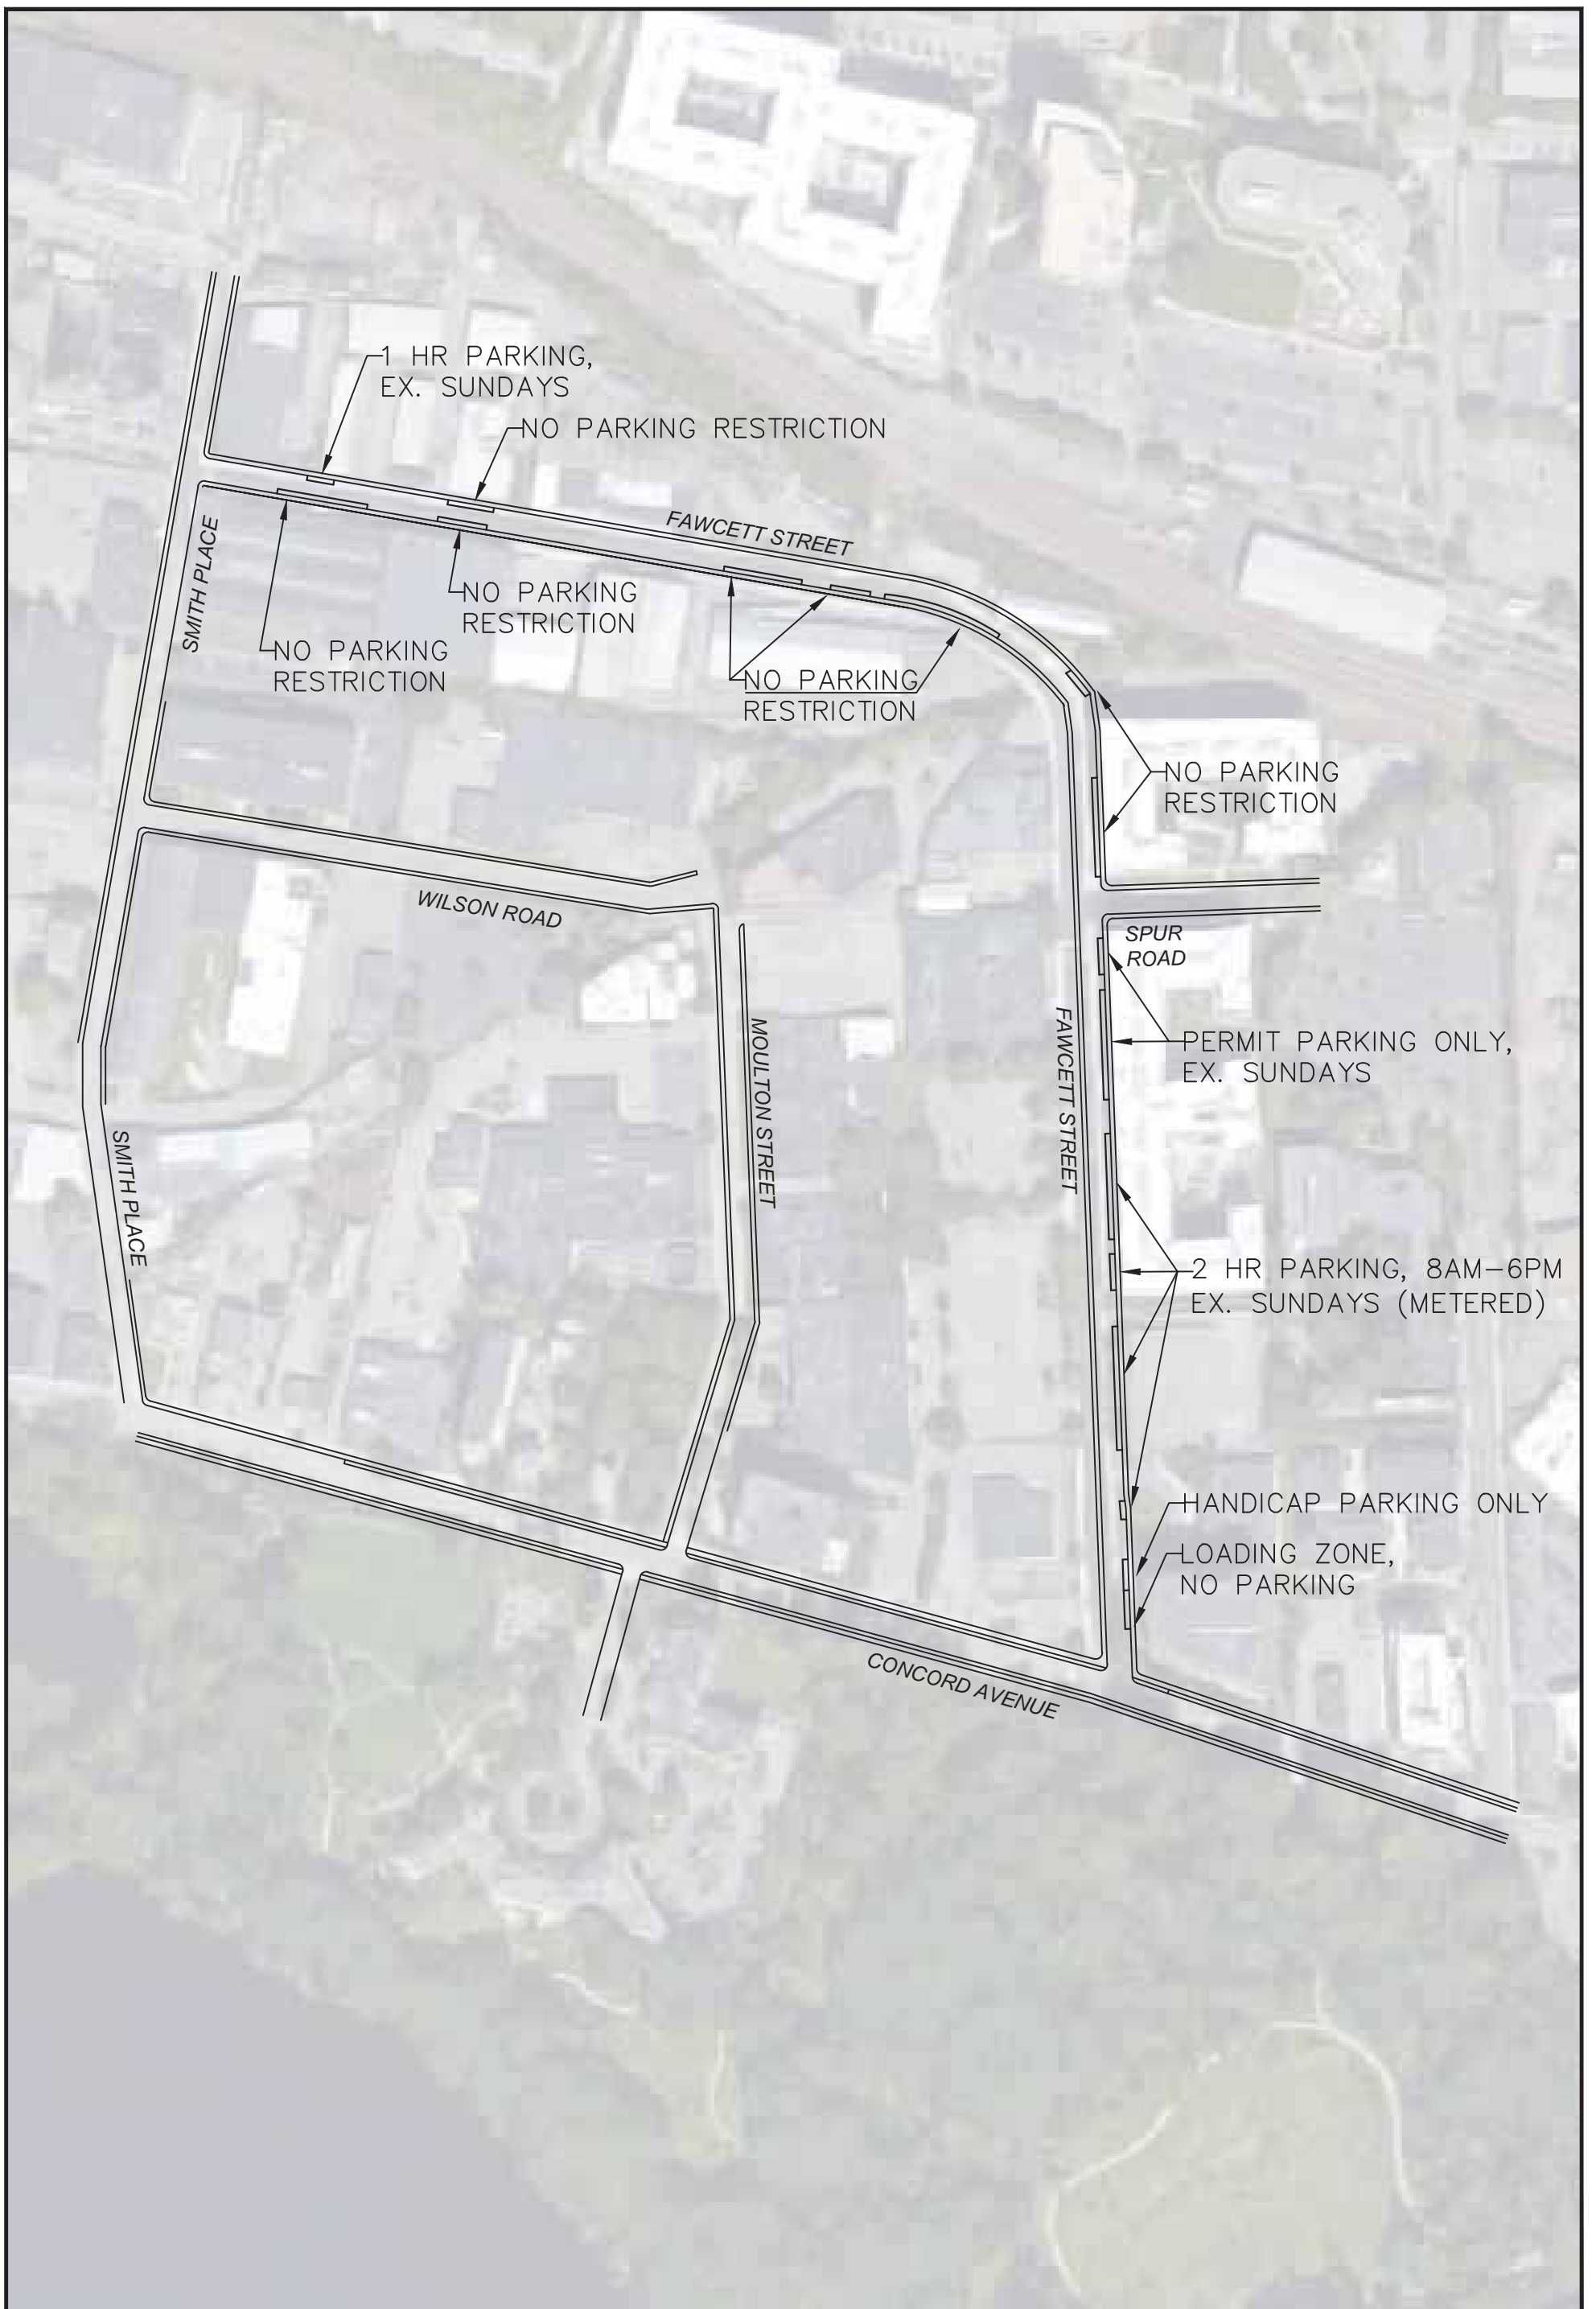 1 HR PARKING,
EX. SUNDAYS
NO PARKING RESTRICTION
FAWCETT STREET
SMITH PLACE
NO PARKING
RESTRICTION
NO PARKING
RESTRICTION
NO PARKING
RESTRICTION
NO PARKING
RESTRICTION
WILSON ROAD
SPUR
ROAD
MOULTON STREET
FAWCETT STREET
PERMIT PARKING ONLY,
EX. SUNDAYS
SMITH PLACE
2 HR PARKING, 8AM-6PM
EX. SUNDAYS (METERED)
HANDICAP PARKING ONLY
LOADING ZONE,
NO PARKING
CONCORD AVENUE